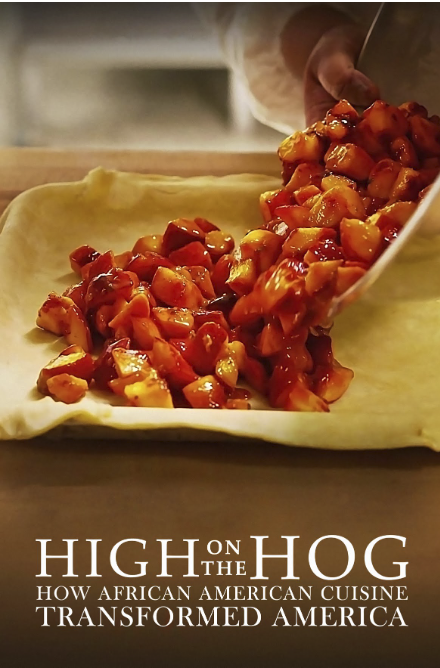 HIGH ON THE HOG
HOW AFRICAN AMERICAN CUISINE
TRANSFORMED AMERICA